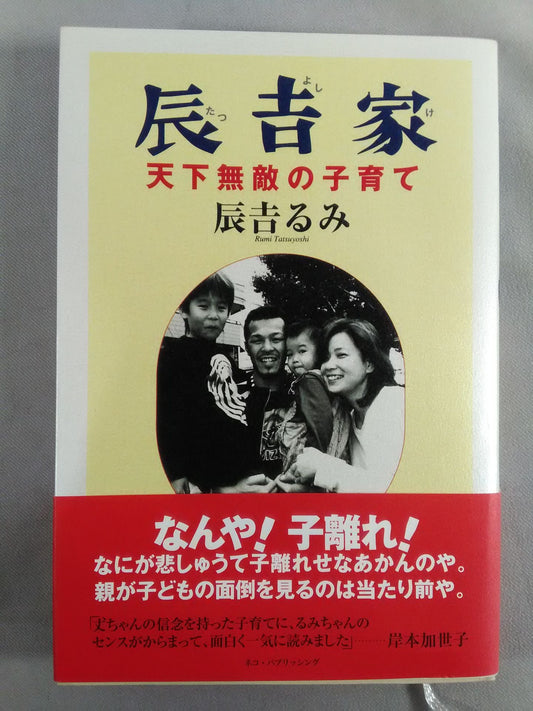 たつよしけ
辰吉家
天下無敵の子育て
辰吉るみ
Rumi Tatsuyoshi
なんや!子離れ!
なにが悲しゅうて子離れせなあかんのや。
親が子どもの面倒を見るのは当たり前や。
「丈ちゃんの信念を持った子育てに、るみちゃんの
センスがからまって、面白く一気に読みました」………岸本加世子
ネコ・パブリッシング